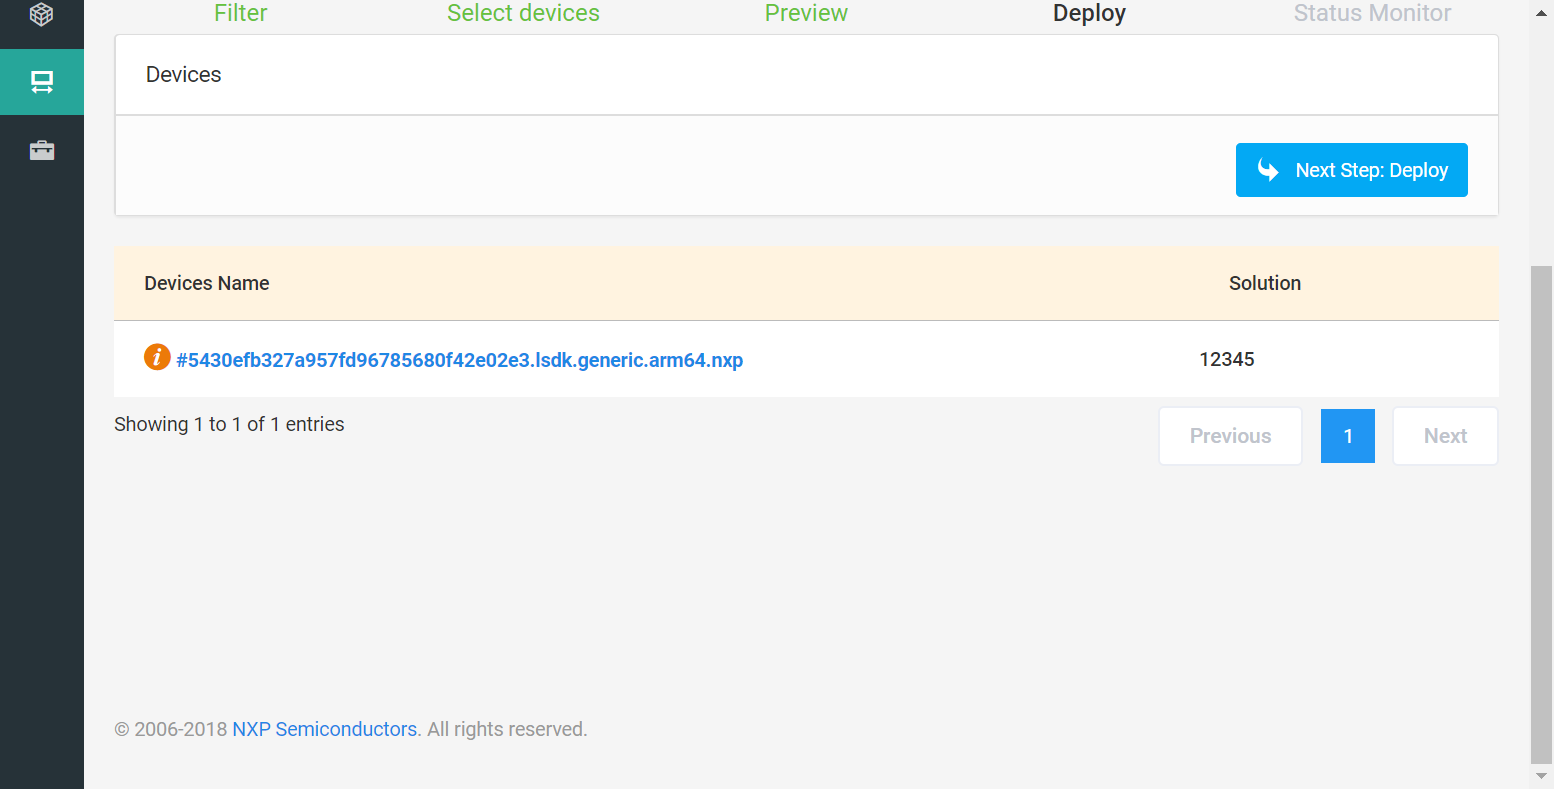 Filter Select devices Preview Deploy Status Monitor
Devices
Next Step: Deploy
Devices Name Solution
#5430efb327a957fd96785680f42e02e3.lsdk.generic.arm64.nxp 12345
Showing 1 to 1 of 1 entries Previous 1 Next
© 2006-2018 NXP Semiconductors. All rights reserved.